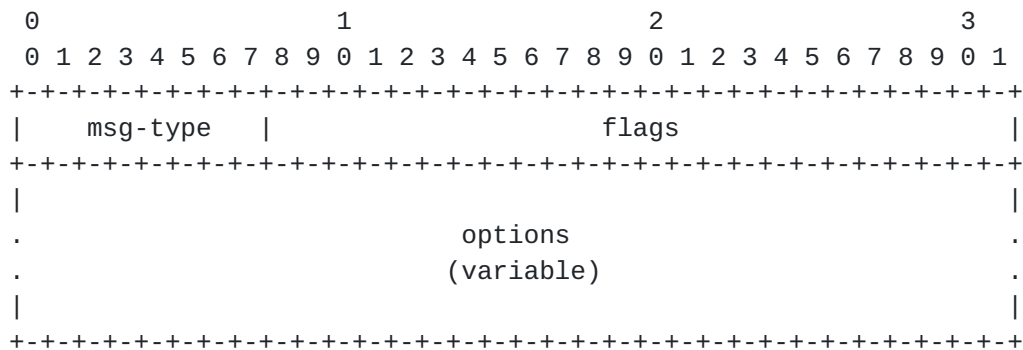 0                   1                   2                   3
 0 1 2 3 4 5 6 7 8 9 0 1 2 3 4 5 6 7 8 9 0 1 2 3 4 5 6 7 8 9 0 1
+-+-+-+-+-+-+-+-+-+-+-+-+-+-+-+-+-+-+-+-+-+-+-+-+-+-+-+-+-+-+-+-+
|    msg-type   |                     flags                     |
+-+-+-+-+-+-+-+-+-+-+-+-+-+-+-+-+-+-+-+-+-+-+-+-+-+-+-+-+-+-+-+-+
|                                                               |
.                            options                            .
.                           (variable)                          .
|                                                               |
+-+-+-+-+-+-+-+-+-+-+-+-+-+-+-+-+-+-+-+-+-+-+-+-+-+-+-+-+-+-+-+-+